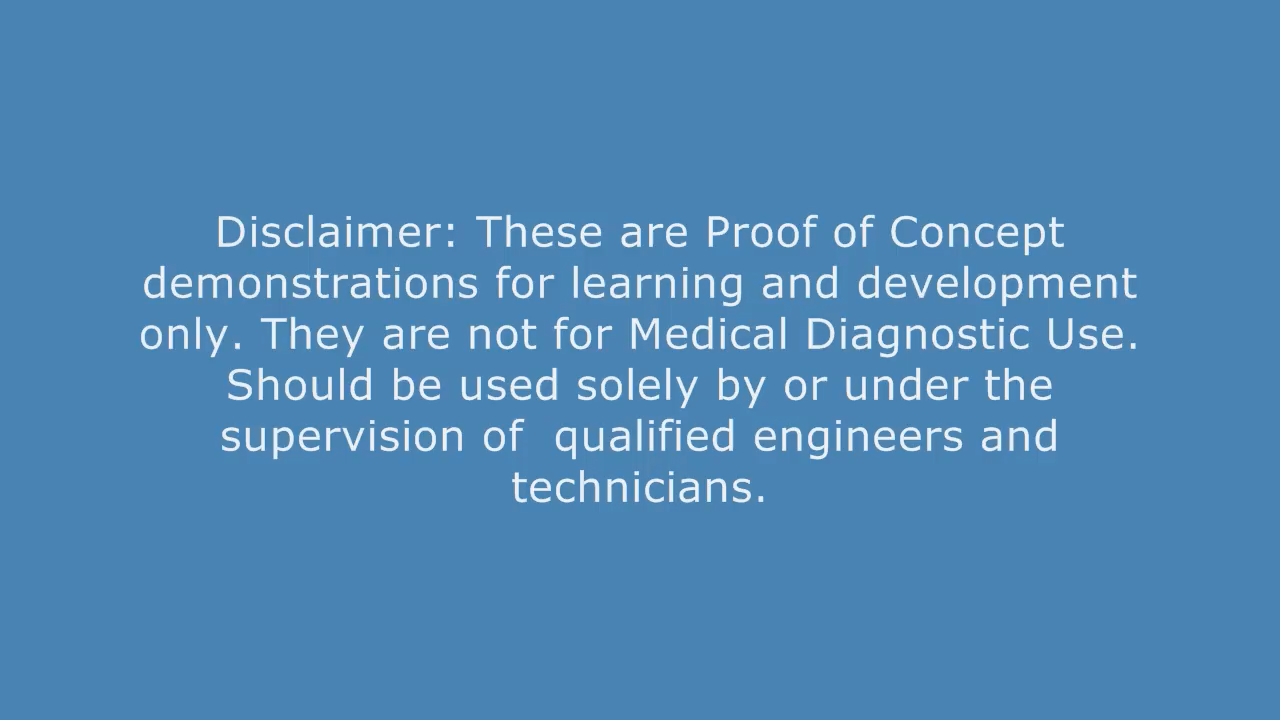 Disclaimer: These are Proof of Concept
demonstrations for learning and development
only. They are not for Medical Diagnostic Use.
Should be used solely by or under the
supervision of  qualified engineers and
technicians.